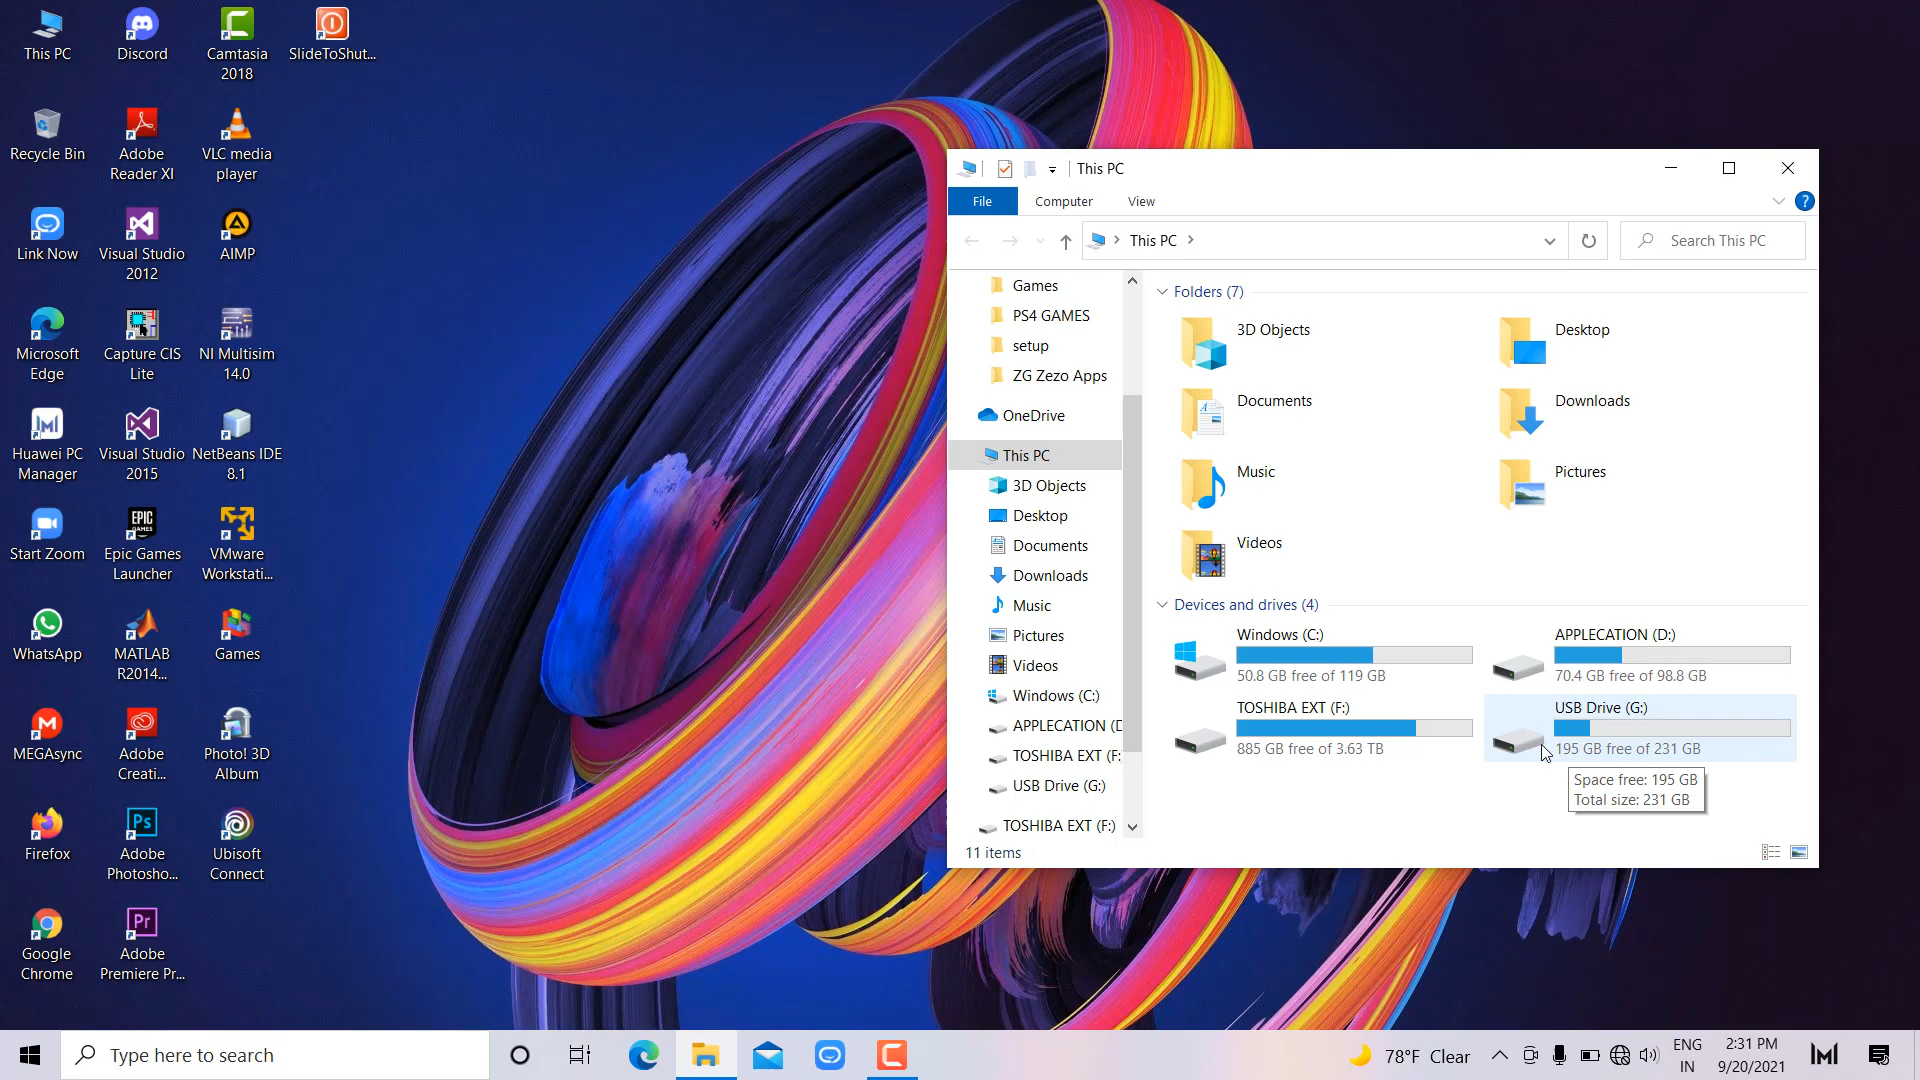 This PC
Discord
Camtasia
2018
SlideToShut...
Recycle Bin
Adobe
Reader XI
VLC media
player
Link Now
Visual Studio
2012
AIMP
Microsoft
Edge
Capture CIS
Lite
NI Multisim
14.0
Huawei PC
Manager
Visual Studio
2015
NetBeans IDE
8.1
Start Zoom
EPIC
GAMES
Epic Games
Launcher
VMware
Workstati...
WhatsApp
MATLAB
R2014...
Games
MEGAsync
Adobe
Creati...
Photo! 3D
Album
Firefox
Ps
Adobe
Photosho...
Ubisoft
Connect
Google
Chrome
Pr
Adobe
Premiere Pr...
This PC
File
Computer
View
This PC
Search This PC
Games
PS4 GAMES
setup
ZG Zezo Apps
OneDrive
This PC
3D Objects
Desktop
Documents
Downloads
Music
Pictures
Videos
Windows (C:)
APPLECATION (D
TOSHIBA EXT (F:
USB Drive (G:)
TOSHIBA EXT (F:)
Folders (7)
3D Objects
Desktop
Documents
Downloads
Music
Pictures
Videos
Devices and drives (4)
Windows (C:)
50.8 GB free of 119 GB
APPLECATION (D:)
70.4 GB free of 98.8 GB
TOSHIBA EXT (F:)
885 GB free of 3.63 TB
USB Drive (G:)
195 GB free of 231 GB
Space free: 195 GB
Total size: 231 GB
11 items
Type here to search
78°F Clear
ENG
IN
2:31 PM
9/20/2021